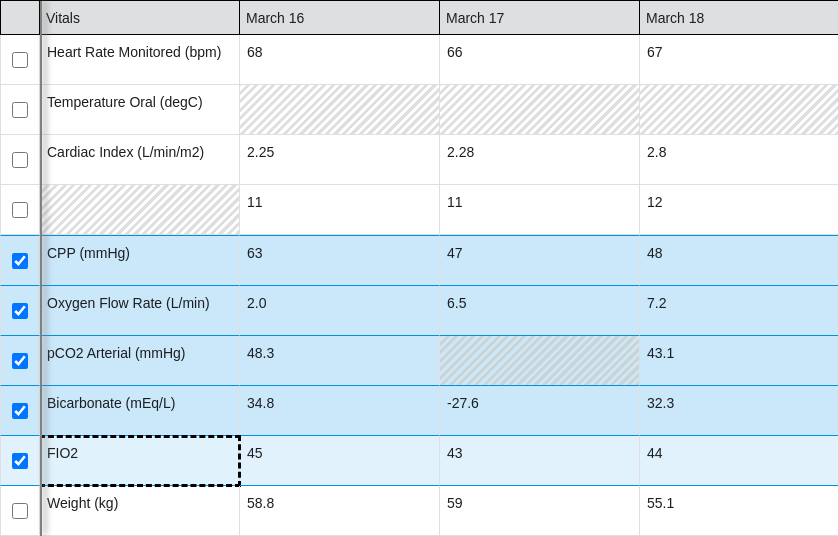 Vitals March 16 March 17 March 18
Heart Rate Monitored (bpm) 68 66 67
Temperature Oral (degC)
Cardiac Index (L/min/m2) 2.25 2.28 2.8
11 11 12
CPP (mmHg) 63 47 48
Oxygen Flow Rate (L/min) 2.0 6.5 7.2
pCO2 Arterial (mmHg) 48.3 43.1
Bicarbonate (mEq/L) 34.8 -27.6 32.3
FIO2 45 43 44
Weight (kg) 58.8 59 55.1